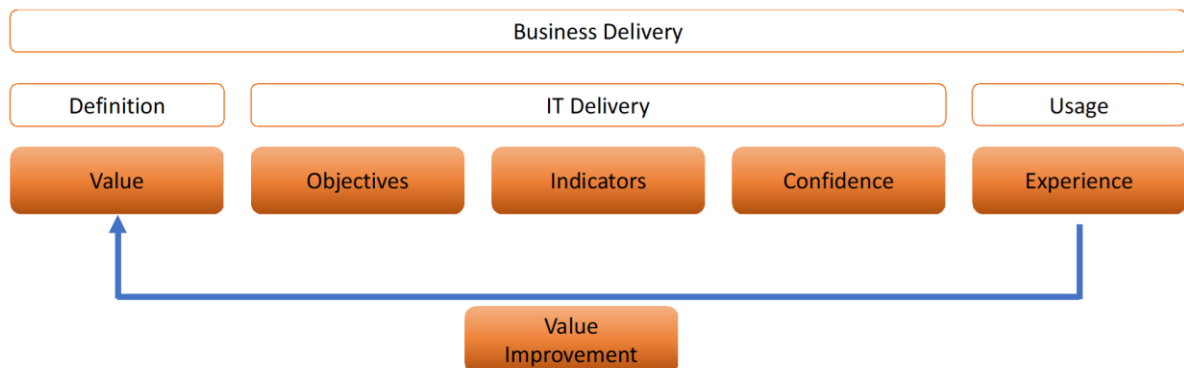 Business Delivery
Definition
IT Delivery
Usage
Value
Objectives
Indicators
Confidence
Experience
Value
Improvement